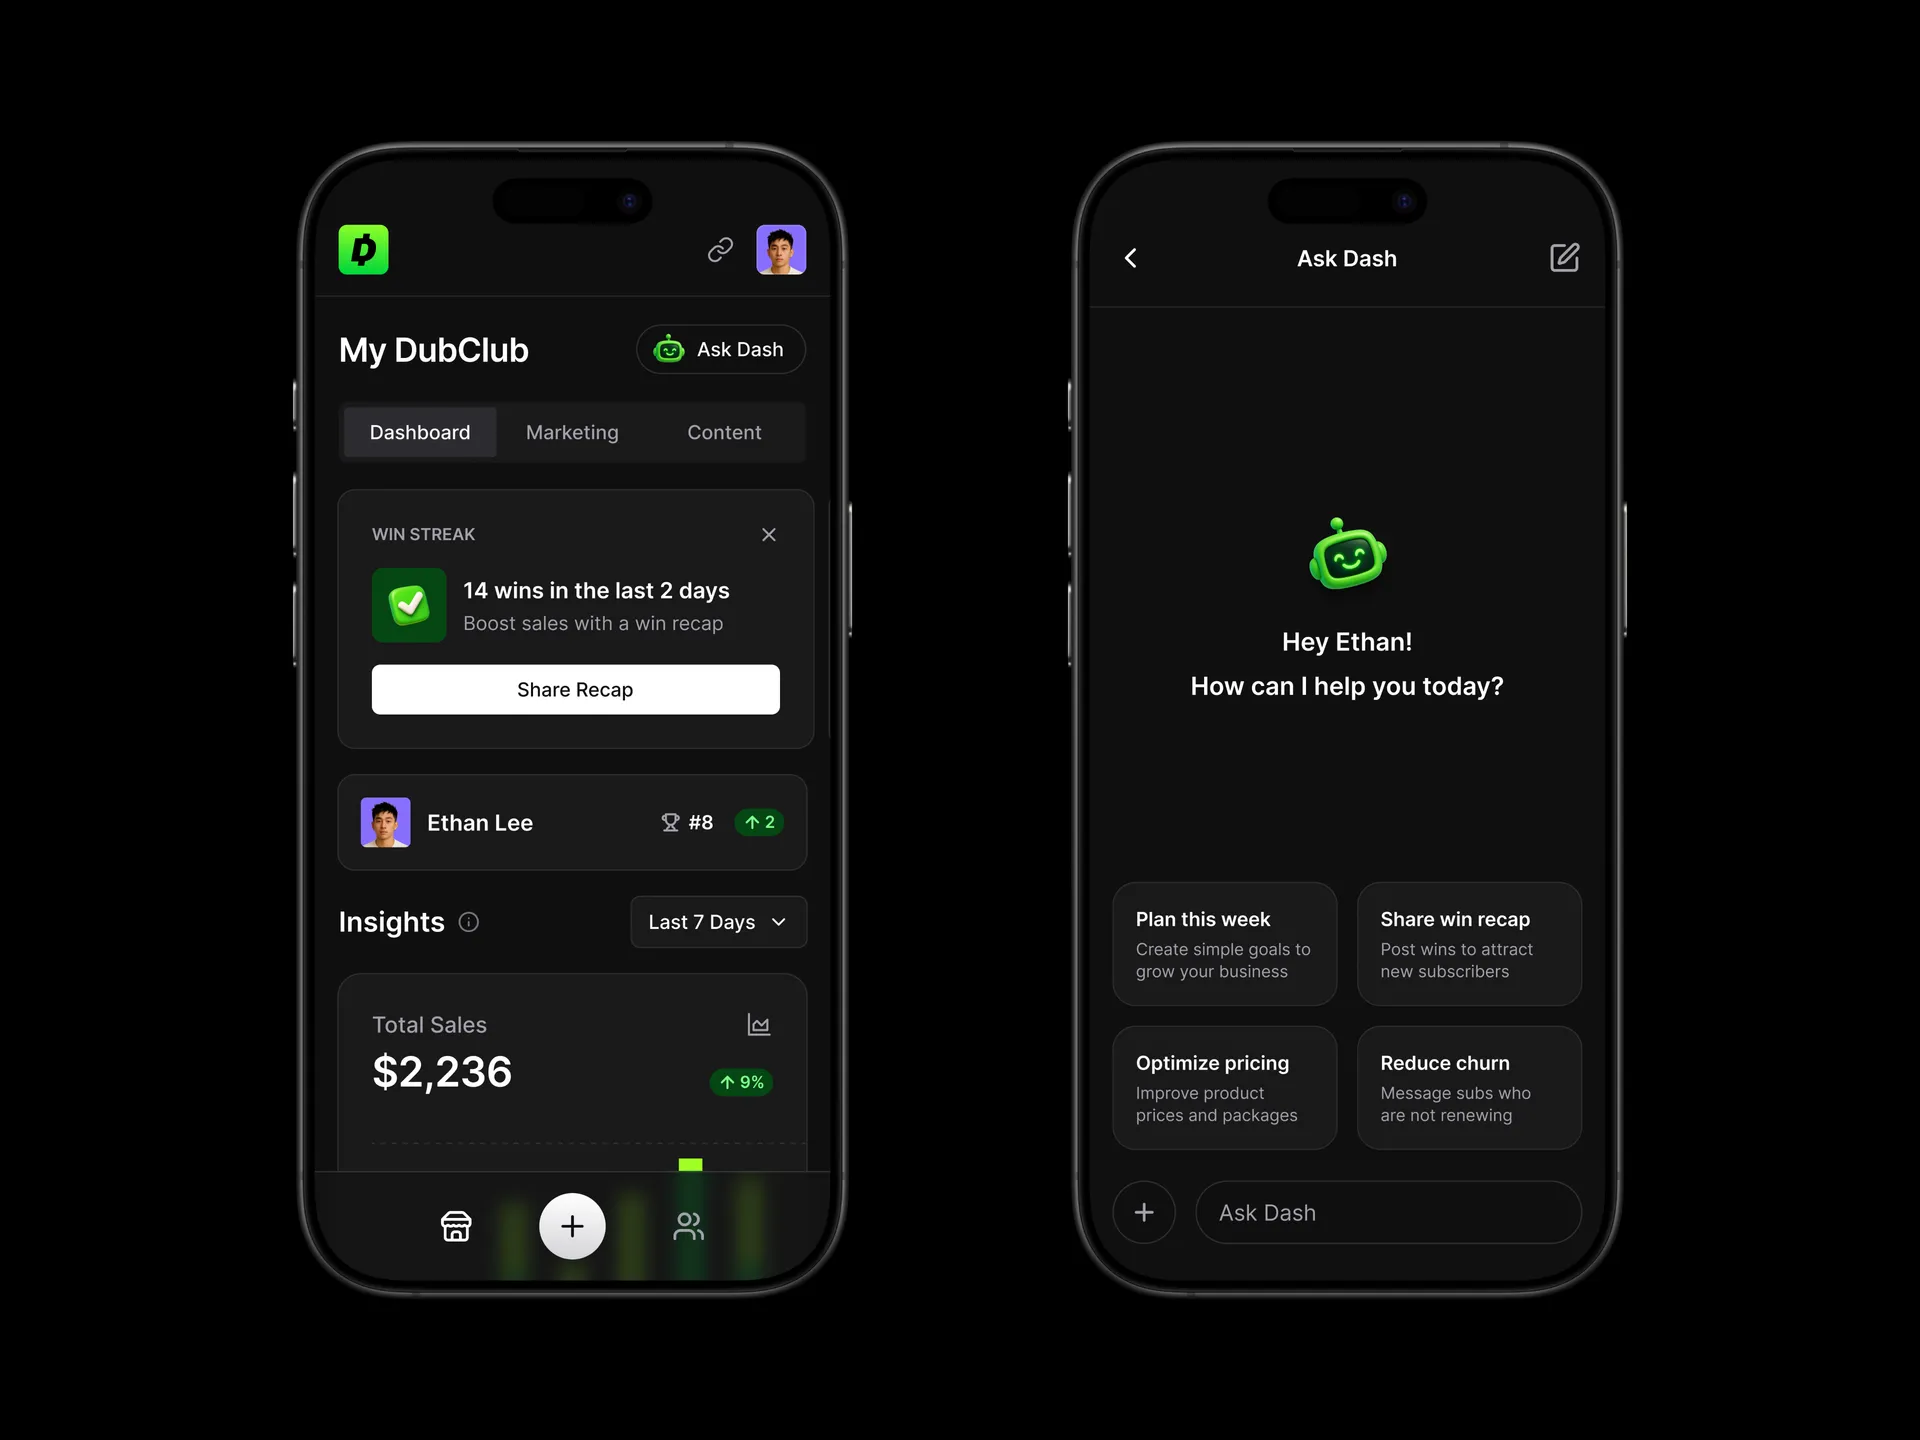 My DubClub
Ask Dash
Dashboard
Marketing
Content
WIN STREAK
14 wins in the last 2 days
Boost sales with a win recap
Share Recap
Ethan Lee
#8
2
Insights
Last 7 Days
Total Sales
$2,236
9%
Ask Dash
Hey Ethan!
How can I help you today?
Plan this week
Create simple goals to
grow your business
Share win recap
Post wins to attract
new subscribers
Optimize pricing
Improve product
prices and packages
Reduce churn
Message subs who
are not renewing
Ask Dash